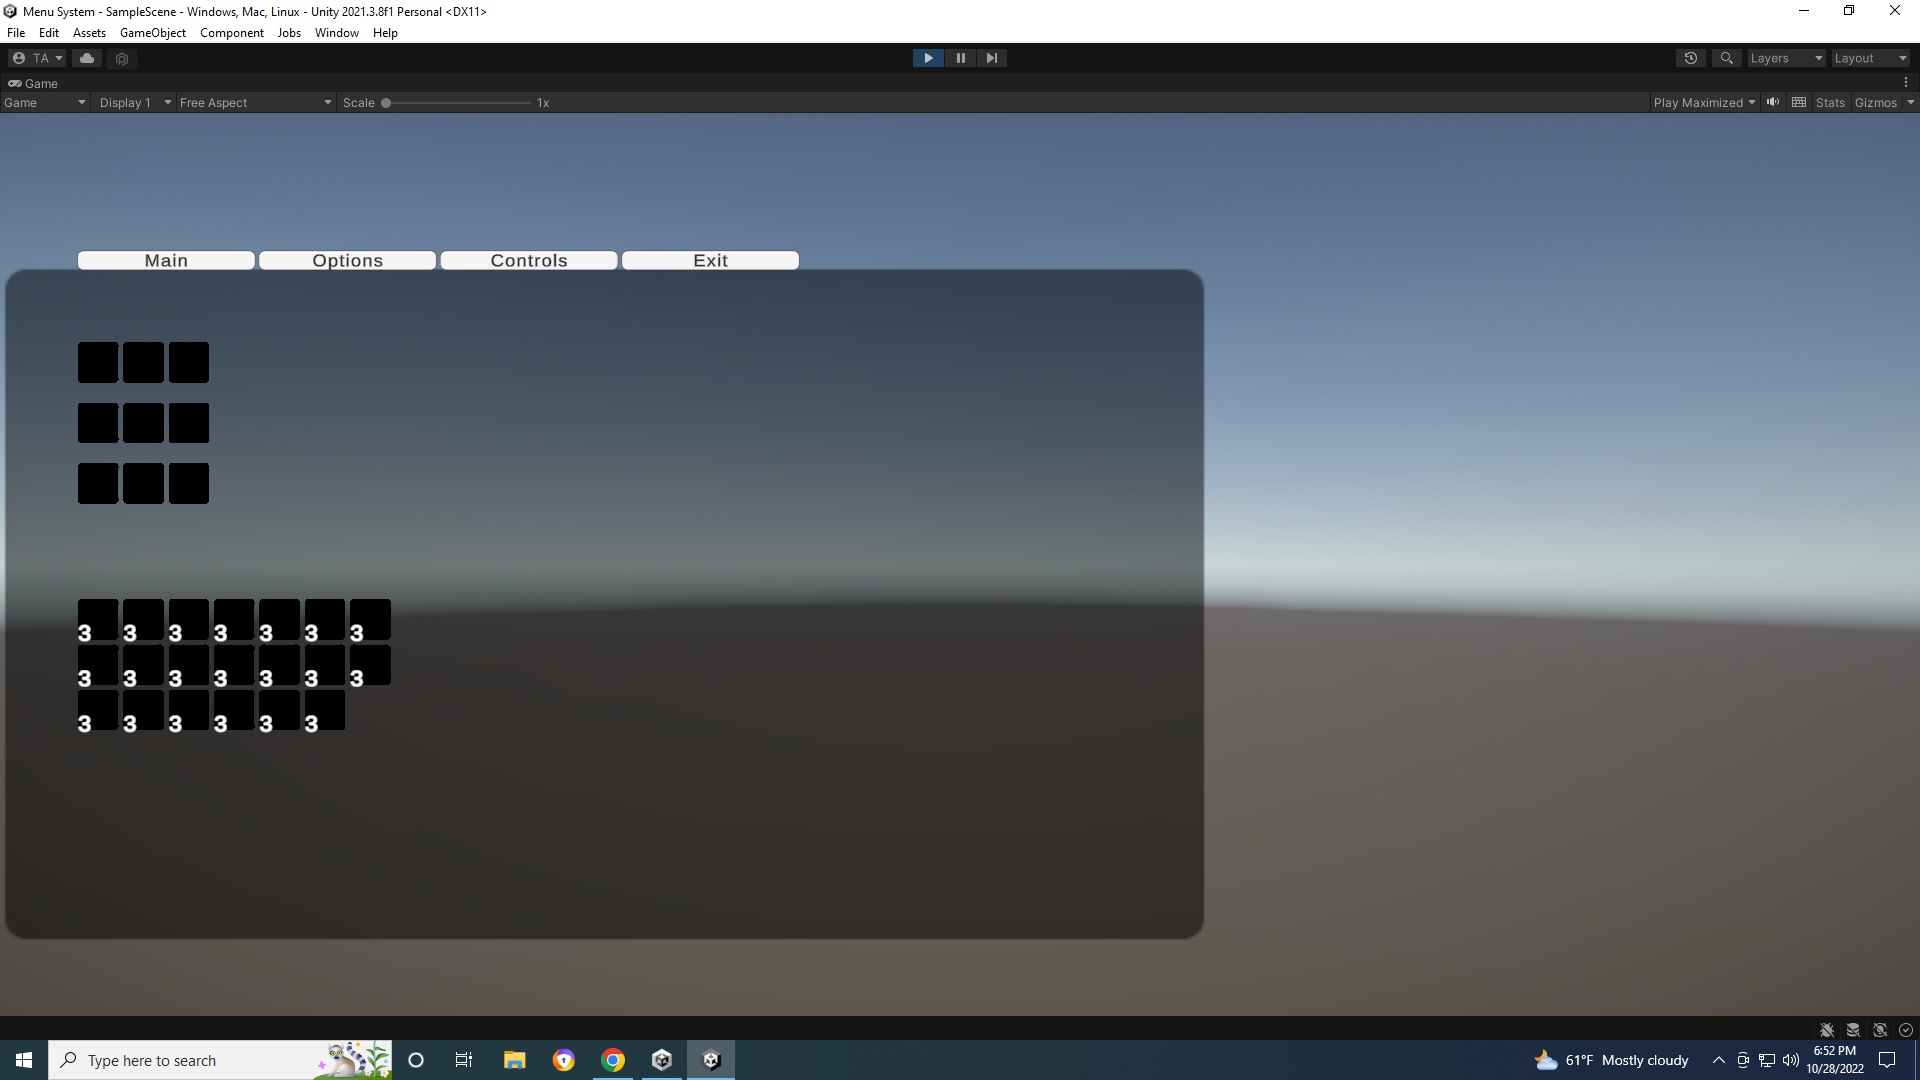 Menu System - SampleScene - Windows, Mac, Linux - Unity 2021.3.8f1 Personal <DX11>
File Edit Assets GameObject Component Jobs Window Help
TA Layers Layout
Game
Game Display 1 Free Aspect Scale 1x Play Maximized Stats Gizmos
Main Options Controls Exit
3 3 3 3 3 3 3
3 3 3 3 3 3 3
3 3 3 3 3 3
Type here to search 61°F Mostly cloudy 6:52 PM
10/28/2022